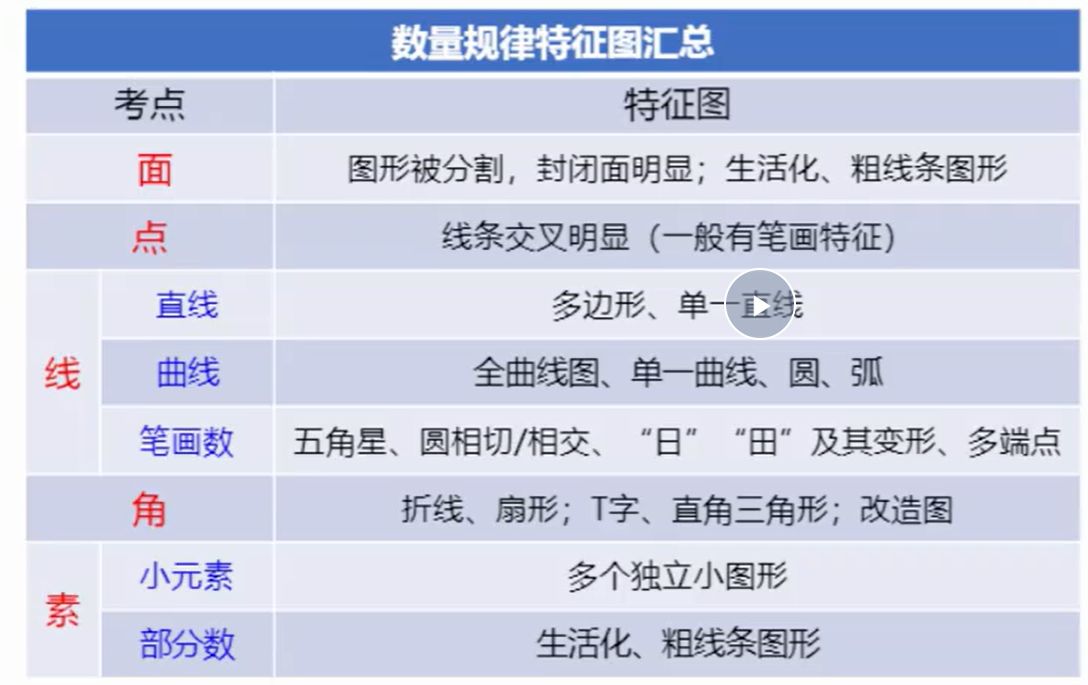 数量规律特征图汇总
考点 特征图
面 图形被分割，封闭面明显；生活化、粗线条图形
点 线条交叉明显（一般有笔画特征）
线 直线 多边形、单一直线
曲线 全曲线图、单一曲线、圆、弧
笔画数 五角星、圆相切/相交、“日”“田”及其变形、多端点
角 折线、扇形；T字、直角三角形；改造图
素 小元素 多个独立小图形
部分数 生活化、粗线条图形